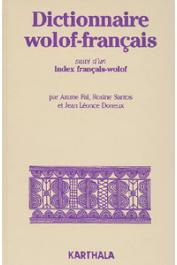 Dictionnaire
wolof-français
suivi d'un
index français-wolof
par Arame Fal, Rosine Santos
et Jean Léonce Doneux
KARTHALA